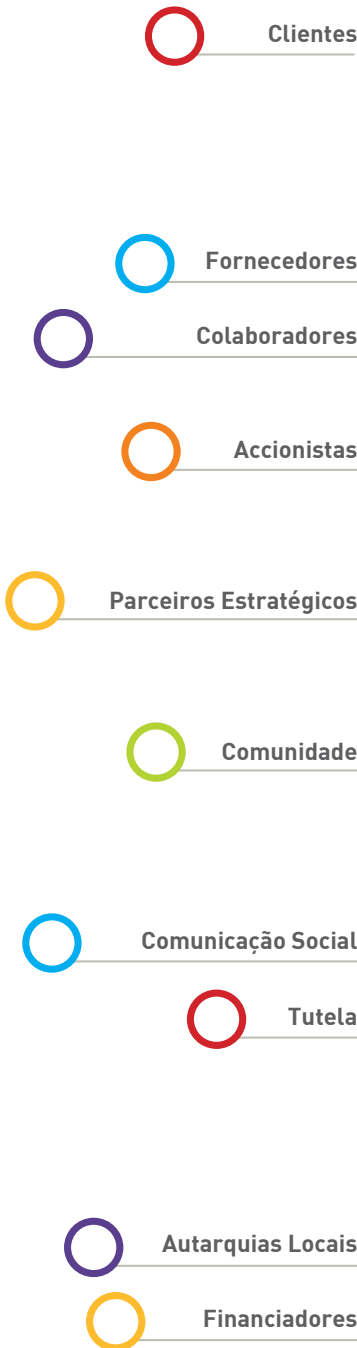 Clientes
Fornecedores
Colaboradores
Accionistas
Parceiros Estratégicos
Comunidade
Comunicação Social
Tutela
Autarquias Locais
Financiadores